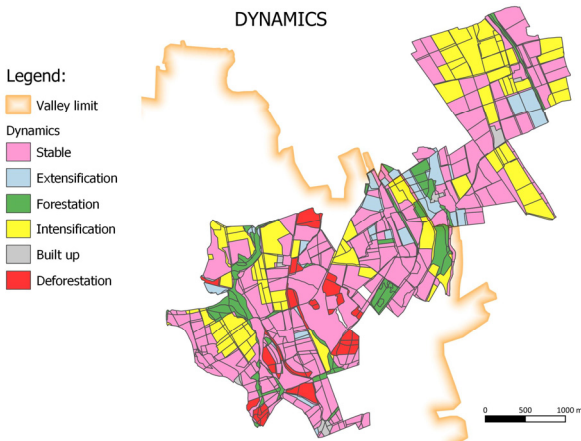 DYNAMICS
Legend:
Valley limit
Dynamics
Stable
Extensification
Forestation
Intensification
Built up
Deforestation
0 500 1000 m